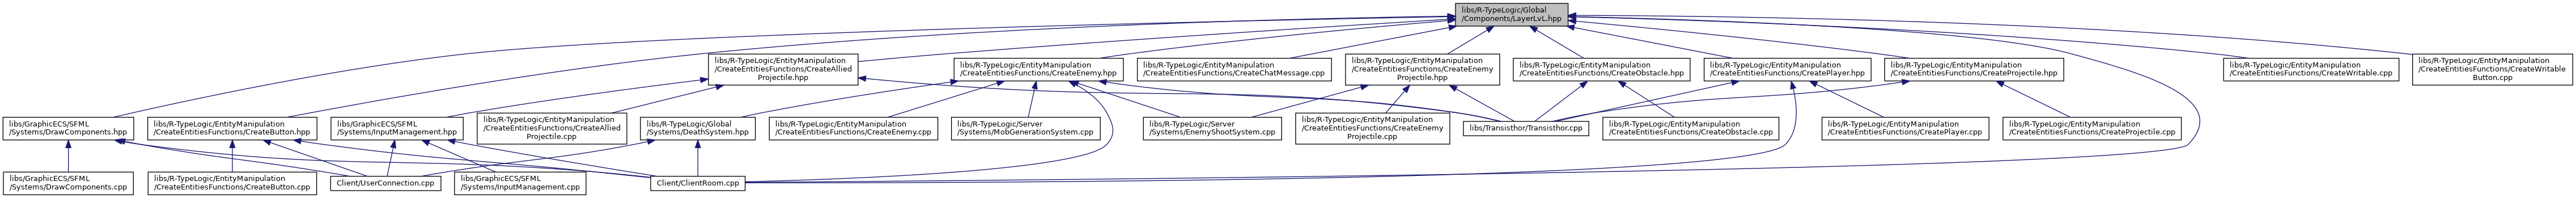 libs/R-TypeLogic/Global
/Components/LayerLvL.hpp
libs/R-TypeLogic/EntityManipulation
/CreateEntitiesFunctions/CreateAllied
Projectile.hpp
libs/R-TypeLogic/EntityManipulation
/CreateEntitiesFunctions/CreateEnemy.hpp
libs/R-TypeLogic/EntityManipulation
/CreateEntitiesFunctions/CreateChatMessage.cpp
libs/R-TypeLogic/EntityManipulation
/CreateEntitiesFunctions/CreateEnemy
Projectile.hpp
libs/R-TypeLogic/EntityManipulation
/CreateEntitiesFunctions/CreateObstacle.hpp
libs/R-TypeLogic/EntityManipulation
/CreateEntitiesFunctions/CreatePlayer.hpp
libs/R-TypeLogic/EntityManipulation
/CreateEntitiesFunctions/CreateProjectile.hpp
libs/R-TypeLogic/EntityManipulation
/CreateEntitiesFunctions/CreateWritable.cpp
libs/R-TypeLogic/EntityManipulation
/CreateEntitiesFunctions/CreateWritable
Button.cpp
libs/GraphicECS/SFML
/Systems/DrawComponents.hpp
libs/R-TypeLogic/EntityManipulation
/CreateEntitiesFunctions/CreateButton.hpp
libs/GraphicECS/SFML
/Systems/InputManagement.hpp
libs/R-TypeLogic/EntityManipulation
/CreateEntitiesFunctions/CreateAllied
Projectile.cpp
libs/R-TypeLogic/Global
/Systems/DeathSystem.hpp
libs/R-TypeLogic/EntityManipulation
/CreateEntitiesFunctions/CreateEnemy.cpp
libs/R-TypeLogic/Server
/Systems/MobGenerationSystem.cpp
libs/R-TypeLogic/Server
/Systems/EnemyShootSystem.cpp
libs/R-TypeLogic/EntityManipulation
/CreateEntitiesFunctions/CreateEnemy
Projectile.cpp
libs/Transisthor/Transisthor.cpp
libs/R-TypeLogic/EntityManipulation
/CreateEntitiesFunctions/CreateObstacle.cpp
libs/R-TypeLogic/EntityManipulation
/CreateEntitiesFunctions/CreatePlayer.cpp
libs/R-TypeLogic/EntityManipulation
/CreateEntitiesFunctions/CreateProjectile.cpp
libs/GraphicECS/SFML
/Systems/DrawComponents.cpp
libs/R-TypeLogic/EntityManipulation
/CreateEntitiesFunctions/CreateButton.cpp
Client/UserConnection.cpp
libs/GraphicECS/SFML
/Systems/InputManagement.cpp
Client/ClientRoom.cpp